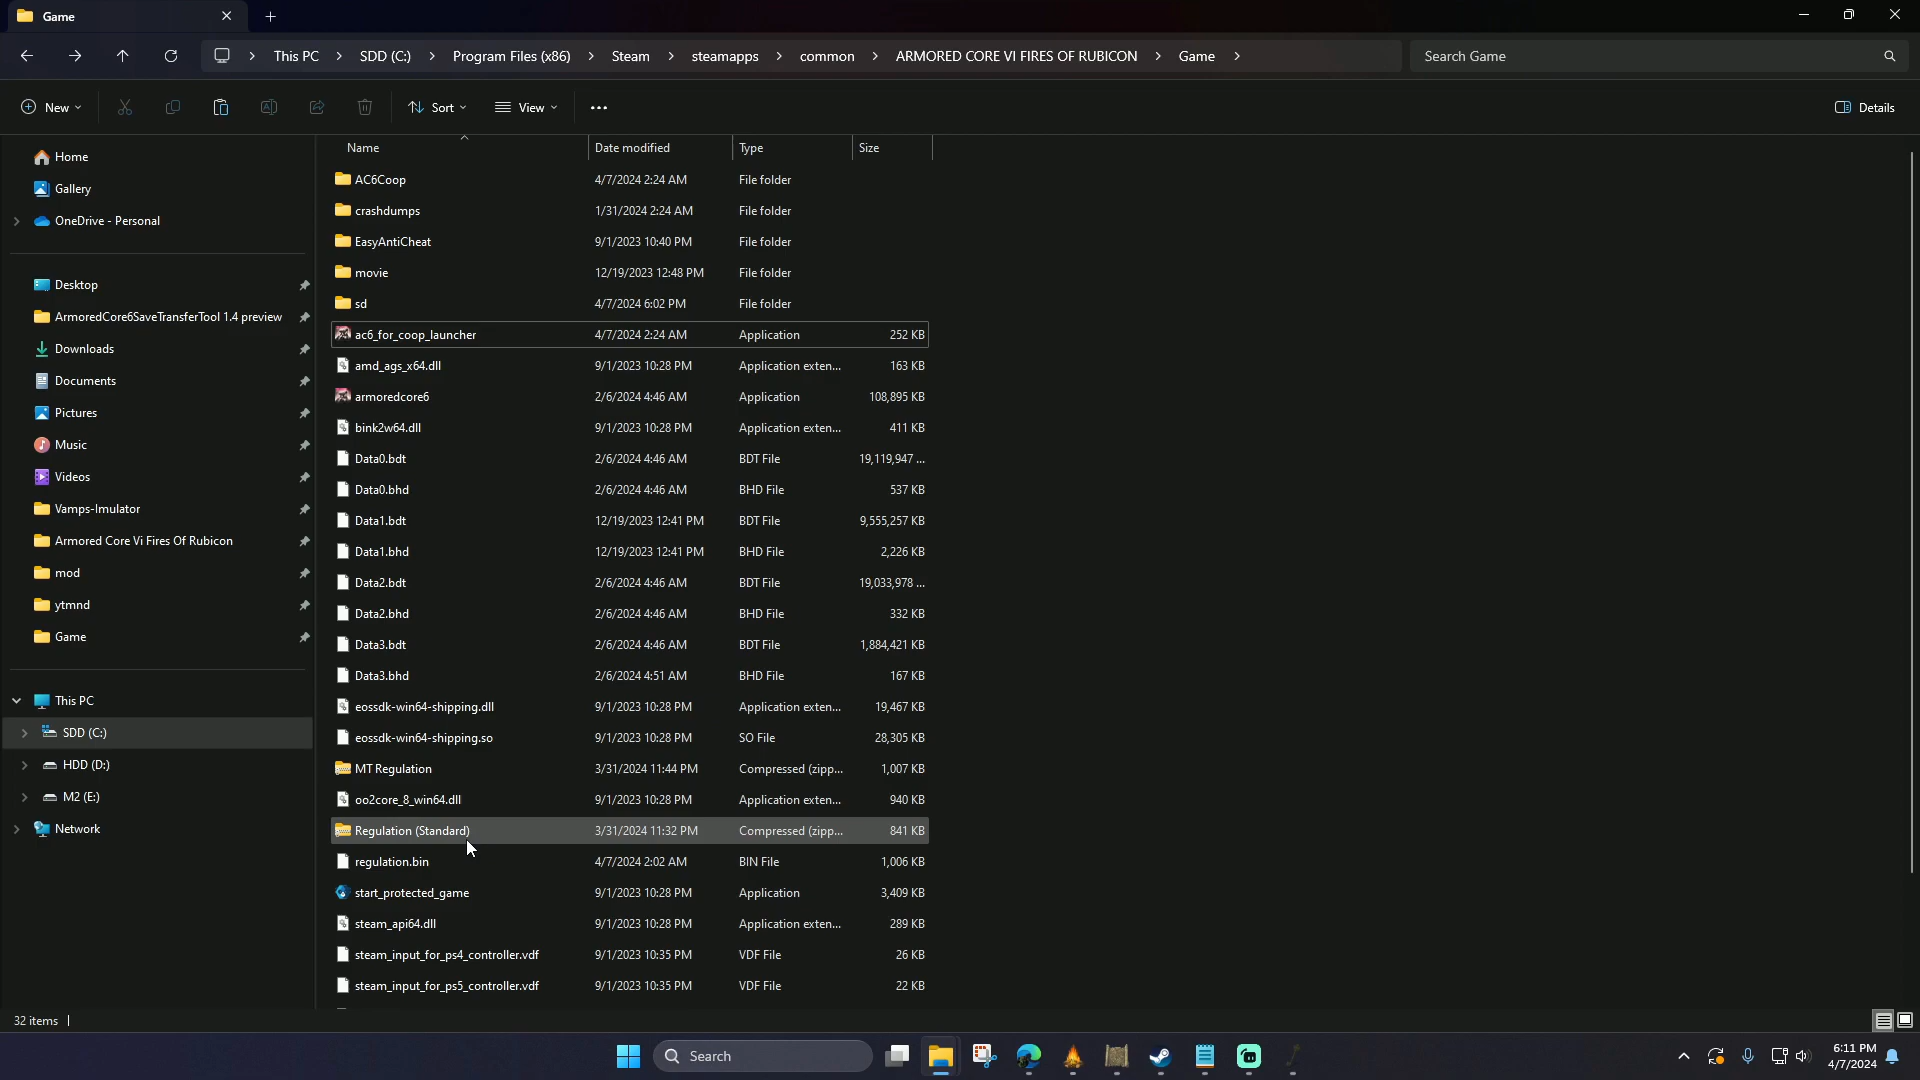 Game
This PC > SDD (C:) > Program Files (x86) > Steam > steamapps > common > ARMORED CORE VI FIRES OF RUBICON > Game >
Search Game
New
Sort
View
Details
Home
Gallery
OneDrive - Personal
Desktop
ArmoredCore6SaveTransferTool 1.4 preview
Downloads
Documents
Pictures
Music
Videos
Vamps-Imulator
Armored Core Vi Fires Of Rubicon
mod
ytmnd
Game
This PC
SDD (C:)
HDD (D:)
M2 (E:)
Network
Name Date modified Type Size
AC6Coop 4/7/2024 2:24 AM File folder
crashdumps 1/31/2024 2:24 AM File folder
EasyAntiCheat 9/1/2023 10:40 PM File folder
movie 12/19/2023 12:48 PM File folder
sd 4/7/2024 6:02 PM File folder
ac6_for_coop_launcher 4/7/2024 2:24 AM Application 252 KB
amd_ags_x64.dll 9/1/2023 10:28 PM Application exten... 163 KB
armoredcore6 2/6/2024 4:46 AM Application 108,895 KB
bink2w64.dll 9/1/2023 10:28 PM Application exten... 411 KB
Data0.bdt 2/6/2024 4:46 AM BDT File 19,119,947 ...
Data0.bhd 2/6/2024 4:46 AM BHD File 537 KB
Data1.bdt 12/19/2023 12:41 PM BDT File 9,555,257 KB
Data1.bhd 12/19/2023 12:41 PM BHD File 2,226 KB
Data2.bdt 2/6/2024 4:46 AM BDT File 19,033,978 ...
Data2.bhd 2/6/2024 4:46 AM BHD File 332 KB
Data3.bdt 2/6/2024 4:46 AM BDT File 1,884,421 KB
Data3.bhd 2/6/2024 4:51 AM BHD File 167 KB
eossdk-win64-shipping.dll 9/1/2023 10:28 PM Application exten... 19,467 KB
eossdk-win64-shipping.so 9/1/2023 10:28 PM SO File 28,305 KB
MT Regulation 3/31/2024 11:44 PM Compressed (zipp... 1,007 KB
oo2core_8_win64.dll 9/1/2023 10:28 PM Application exten... 940 KB
Regulation (Standard) 3/31/2024 11:32 PM Compressed (zipp... 841 KB
regulation.bin 4/7/2024 2:02 AM BIN File 1,006 KB
start_protected_game 9/1/2023 10:28 PM Application 3,409 KB
steam_api64.dll 9/1/2023 10:28 PM Application exten... 289 KB
steam_input_for_ps4_controller.vdf 9/1/2023 10:35 PM VDF File 26 KB
steam_input_for_ps5_controller.vdf 9/1/2023 10:35 PM VDF File 22 KB
32 items
Search
6:11 PM
4/7/2024